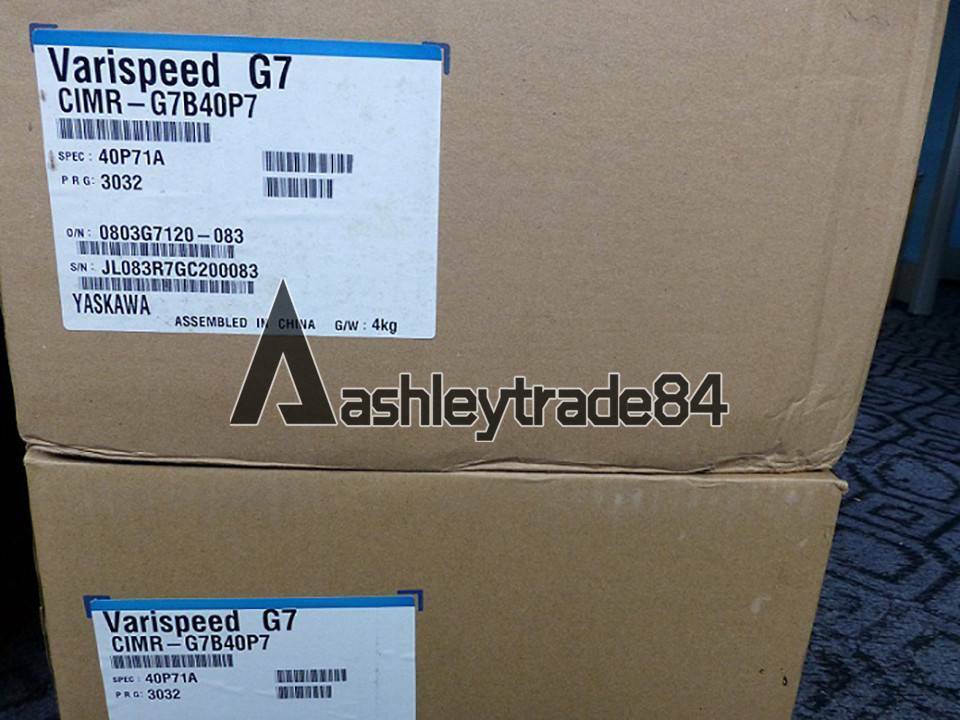 Varispeed G7
CIMR-G7B40P7
SPEC: 40P71A
PRG: 3032
O/N: 0803G7120-083
S/N: JL083R7GC200083
YASKAWA
ASSEMBLED IN CHINA G/W: 4kg
Aashleytrade84
Varispeed G7
CIMR-G7B40P7
SPEC: 40P71A
PRG: 3032